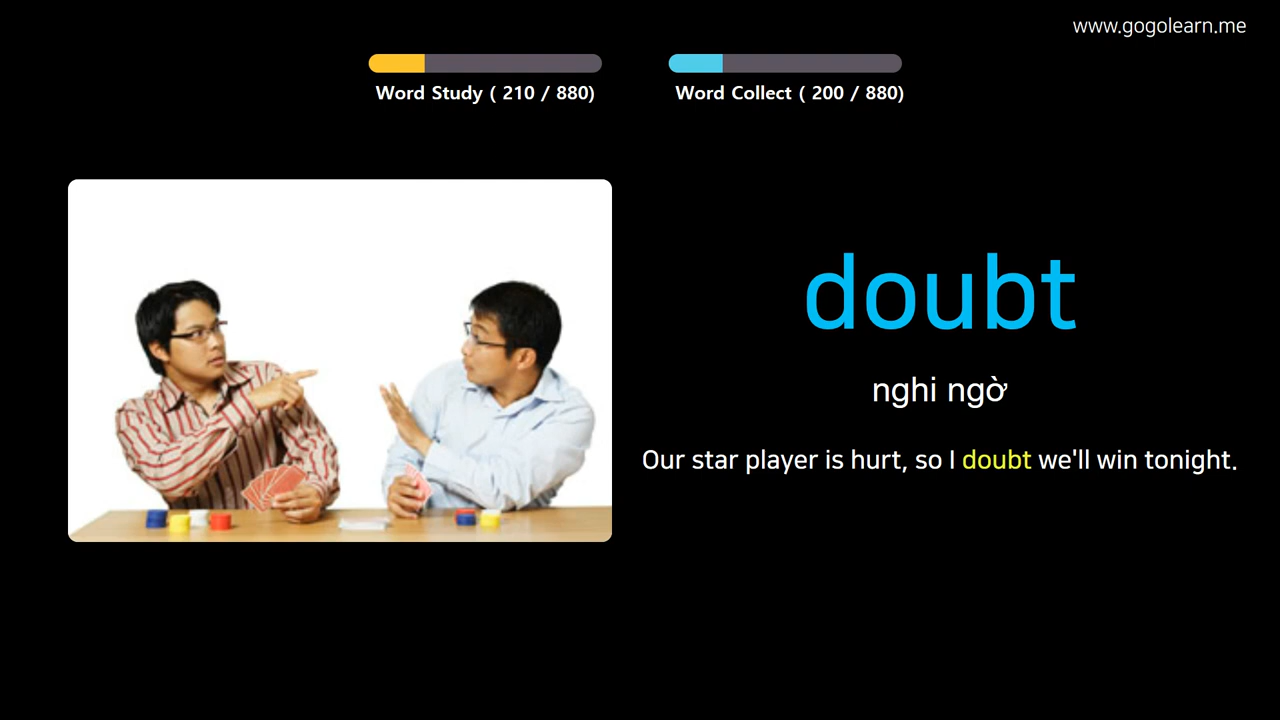 www.gogolearn.me
Word Study ( 210 / 880)
Word Collect ( 200 / 880)
doubt
nghi ngờ
Our star player is hurt, so I doubt we'll win tonight.